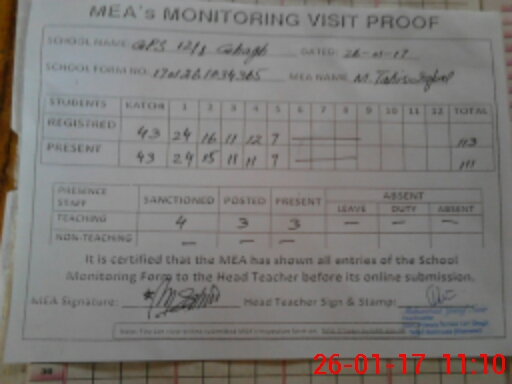 MEA's MONITORING VISIT PROOF
SCHOOL NAME: GPS 12/8 DATED: 26-01-17
SCHOOL FORM NO: MEA NAME: M.
STUDENTS KATCHI 1 2 3 4 5 6 7 8 9 10 11 12 TOTAL
REGISTRED 43 24 16 11 12 7 113
PRESENT 43 24 15 11 11 7 111
PRESENCE STAFF SANCTIONED POSTED PRESENT ABSENT
LEAVE DUTY ABSENT
TEACHING 4 3 3 – – –
NON-TEACHING – – –
It is certified that the MEA has shown all entries of the School
Monitoring Form to the Head Teacher before its online submission.
MEA Signature: Head Teacher Sign & Stamp:
26-01-17 11:10